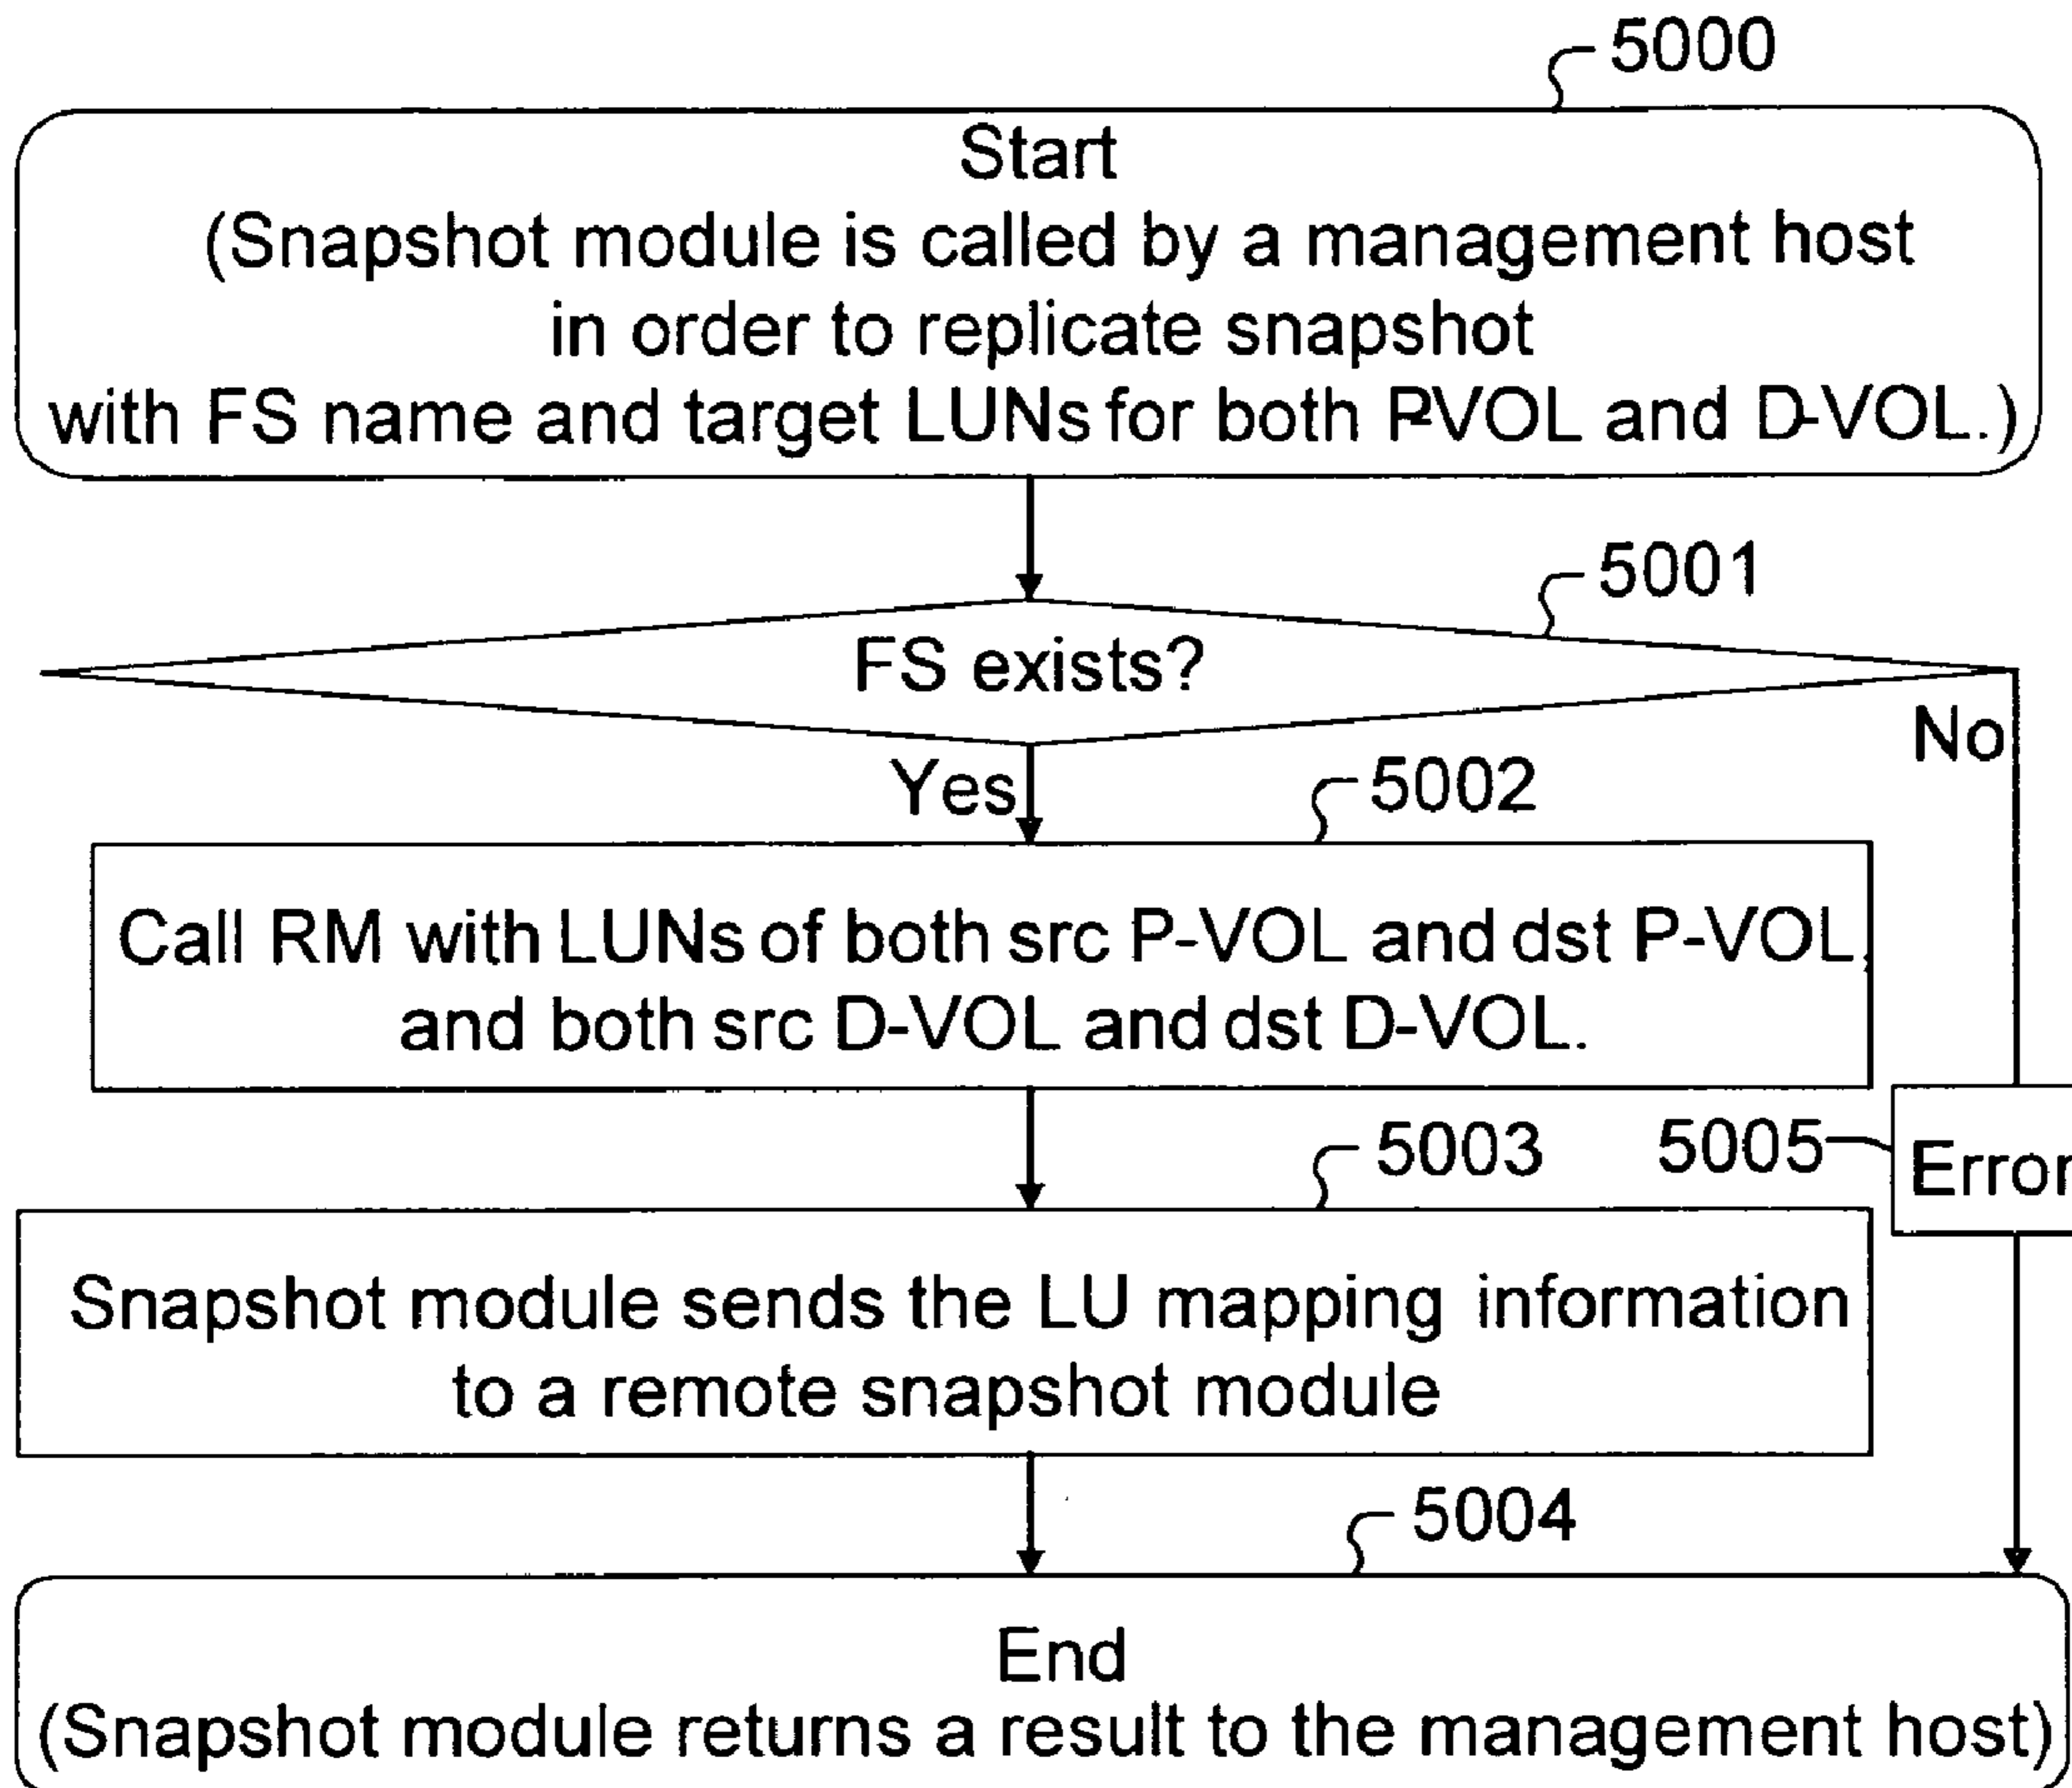 5000
Start
(Snapshot module is called by a management host
in order to replicate snapshot
with FS name and target LUNs for both P-VOL and D-VOL.)
5001
FS exists?
No
Yes
5002
Call RM with LUNs of both src P-VOL and dst P-VOL,
and both src D-VOL and dst D-VOL.
5003
5005
Error
Snapshot module sends the LU mapping information
to a remote snapshot module
5004
End
(Snapshot module returns a result to the management host)